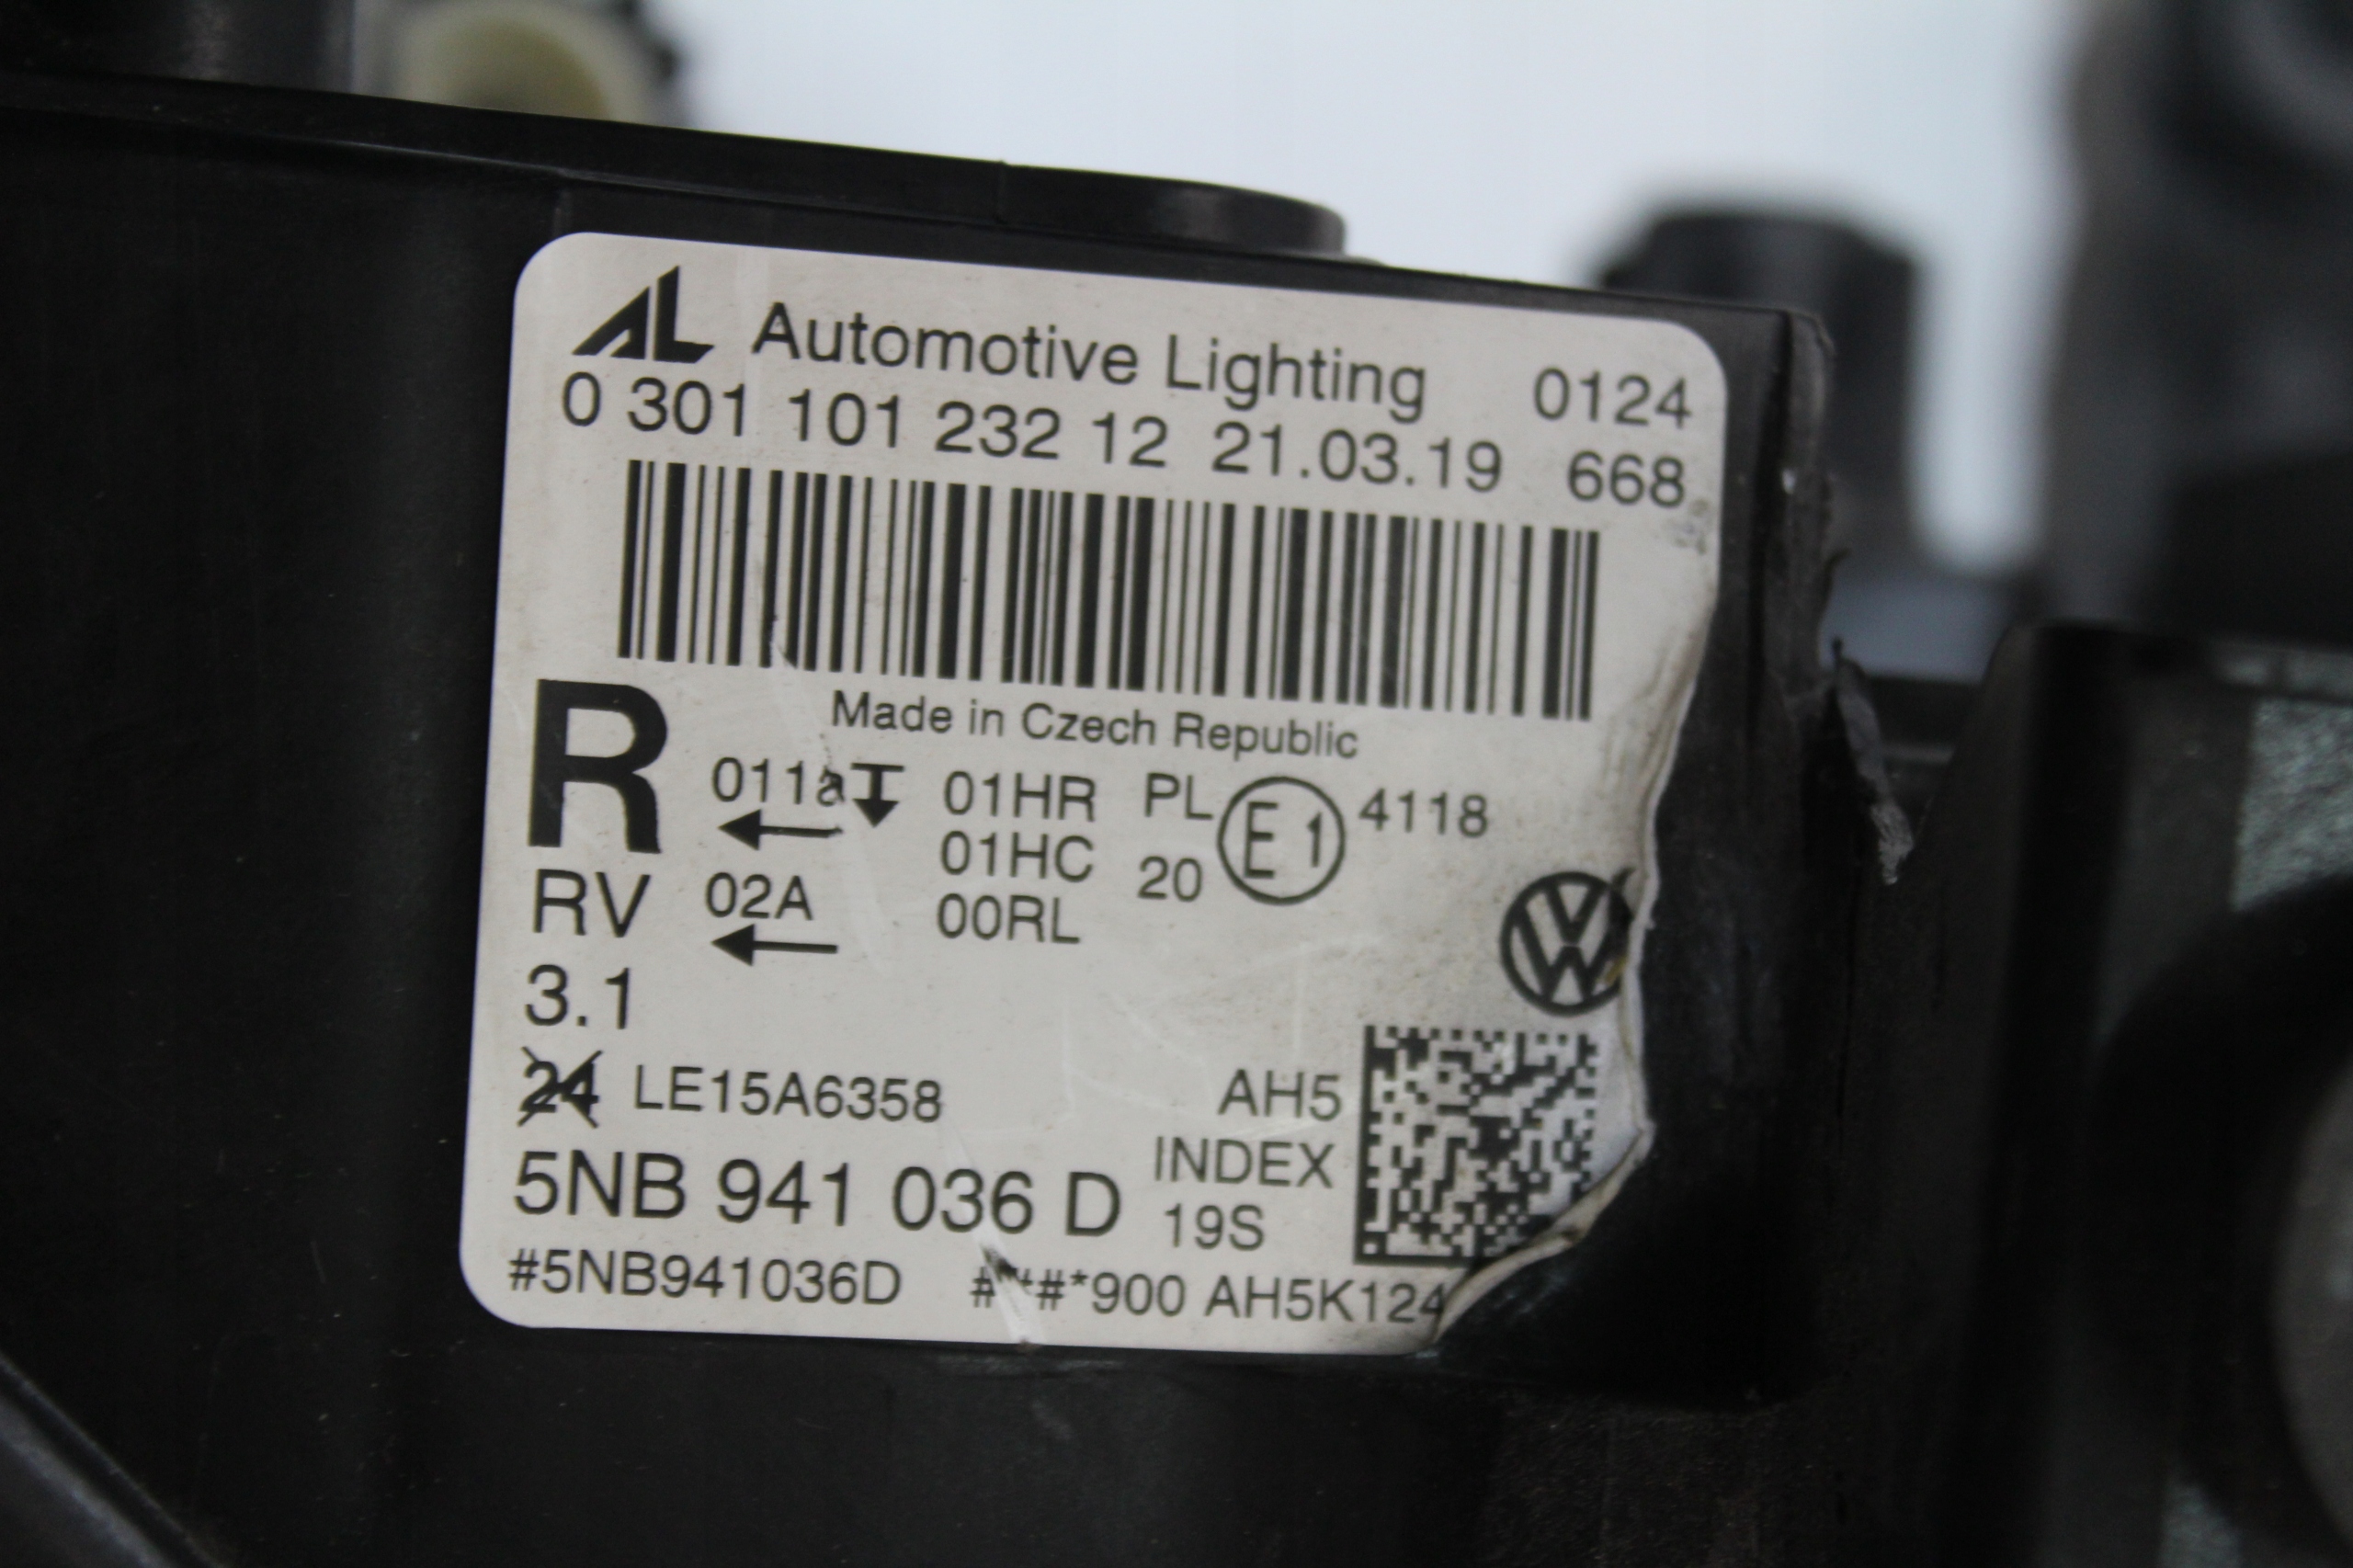 AL Automotive Lighting 0124
0 301 101 232 12 21.03.19 668
Made in Czech Republic
R 011a 01HR PL E1 4118
01HC 20
RV 02A 00RL
3.1
24 LE15A6358 AH5
INDEX
5NB 941 036 D 19S
#5NB941036D #**#*900 AH5K124